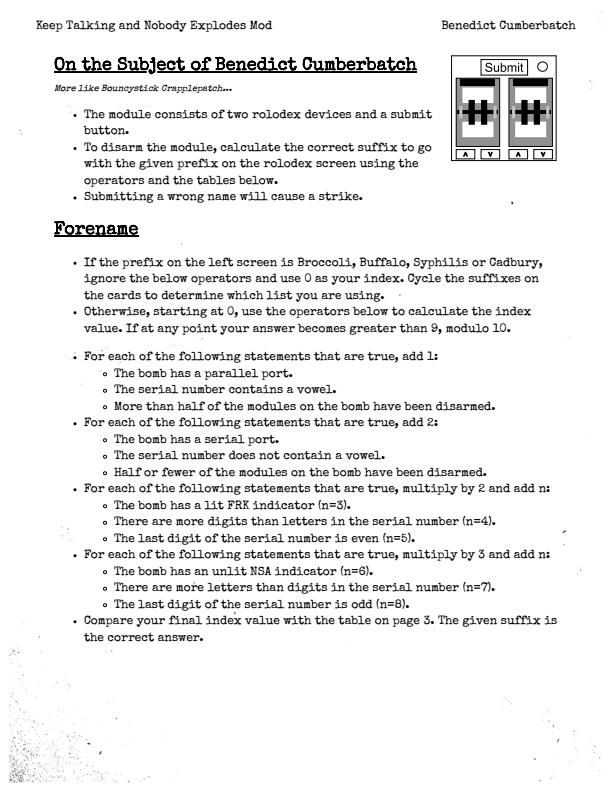 Keep Talking and Nobody Explodes Mod
Benedict Cumberbatch
On the Subject of Benedict Cumberbatch
Submit
More like Bouncystick Crapplepatch...
• The module consists of two rolodex devices and a submit
button.
• To disarm the module, calculate the correct suffix to go
with the given prefix on the rolodex screen using the
operators and the tables below.
• Submitting a wrong name will cause a strike.
Forename
• If the prefix on the left screen is Broccoli, Buffalo, Syphilis or Cadbury,
ignore the below operators and use 0 as your index. Cycle the suffixes on
the cards to determine which list you are using.
• Otherwise, starting at 0, use the operators below to calculate the index
value. If at any point your answer becomes greater than 9, modulo 10.
• For each of the following statements that are true, add 1:
◦ The bomb has a parallel port.
◦ The serial number contains a vowel.
◦ More than half of the modules on the bomb have been disarmed.
• For each of the following statements that are true, add 2:
◦ The bomb has a serial port.
◦ The serial number does not contain a vowel.
◦ Half or fewer of the modules on the bomb have been disarmed.
• For each of the following statements that are true, multiply by 2 and add n:
◦ The bomb has a lit FRK indicator (n=3).
◦ There are more digits than letters in the serial number (n=4).
◦ The last digit of the serial number is even (n=5).
• For each of the following statements that are true, multiply by 3 and add n:
◦ The bomb has an unlit NSA indicator (n=6).
◦ There are more letters than digits in the serial number (n=7).
◦ The last digit of the serial number is odd (n=8).
• Compare your final index value with the table on page 3. The given suffix is
the correct answer.